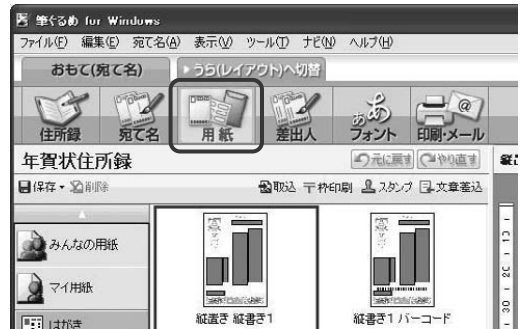 筆ぐるめ for Windows
ファイル(F) 編集(E) 宛て名(A) 表示(V) ツール(T) ナビ(N) ヘルプ(H)
おもて(宛て名) うら(レイアウト)へ切替
住所録 宛て名 用紙 差出人 フォント 印刷・メール
年賀状住所録 元に戻す やり直す
保存 削除 取込 〒枠印刷 スタンプ 文章差込
みんなの用紙
マイ用紙
はがき
縦置き 縦書き1 縦書き1 バーコード